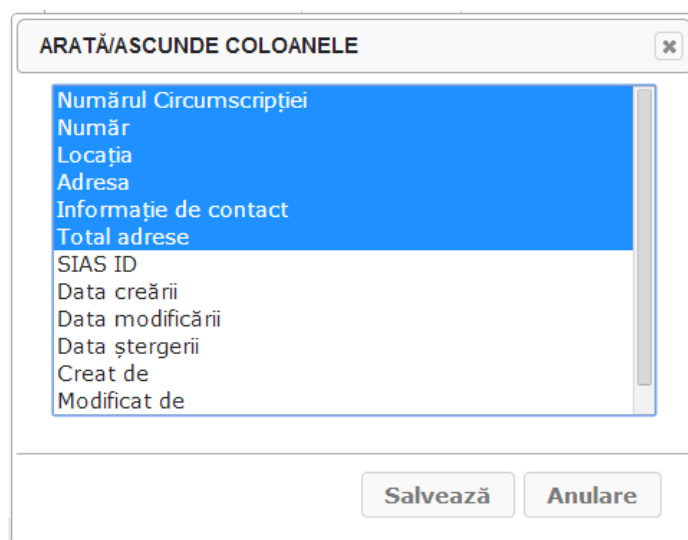 ARATĂ/ASCUNDE COLOANELE
Numărul Circumscripției
Număr
Locația
Adresa
Informație de contact
Total adrese
SIAS ID
Data creării
Data modificării
Data ștergerii
Creat de
Modificat de
Salvează Anulare